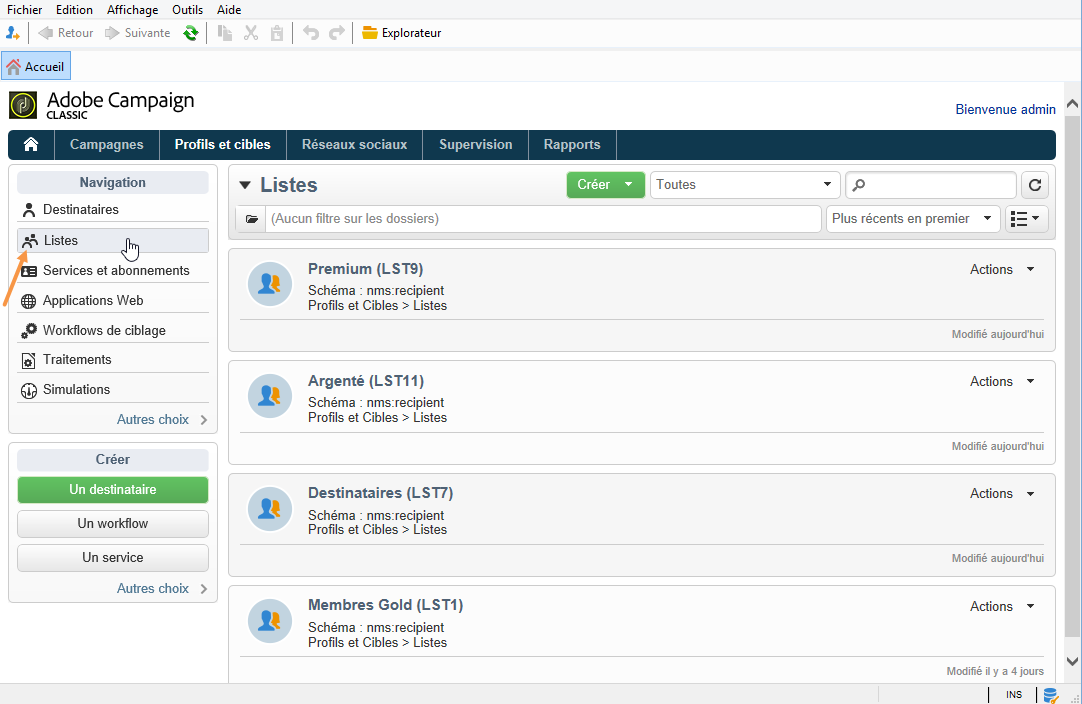 Fichier Edition Affichage Outils Aide
Retour Suivante Explorateur
Accueil
Adobe Campaign
CLASSIC
Bienvenue admin
Campagnes Profils et cibles Réseaux sociaux Supervision Rapports
Navigation
Destinataires
Listes
Services et abonnements
Applications Web
Workflows de ciblage
Traitements
Simulations
Autres choix
Créer
Un destinataire
Un workflow
Un service
Autres choix
Listes Créer Toutes
(Aucun filtre sur les dossiers) Plus récents en premier
Premium (LST9) Actions
Schéma : nms:recipient
Profils et Cibles > Listes
Modifié aujourd'hui
Argenté (LST11) Actions
Schéma : nms:recipient
Profils et Cibles > Listes
Modifié aujourd'hui
Destinataires (LST7) Actions
Schéma : nms:recipient
Profils et Cibles > Listes
Modifié aujourd'hui
Membres Gold (LST1) Actions
Schéma : nms:recipient
Profils et Cibles > Listes
Modifié il y a 4 jours
INS